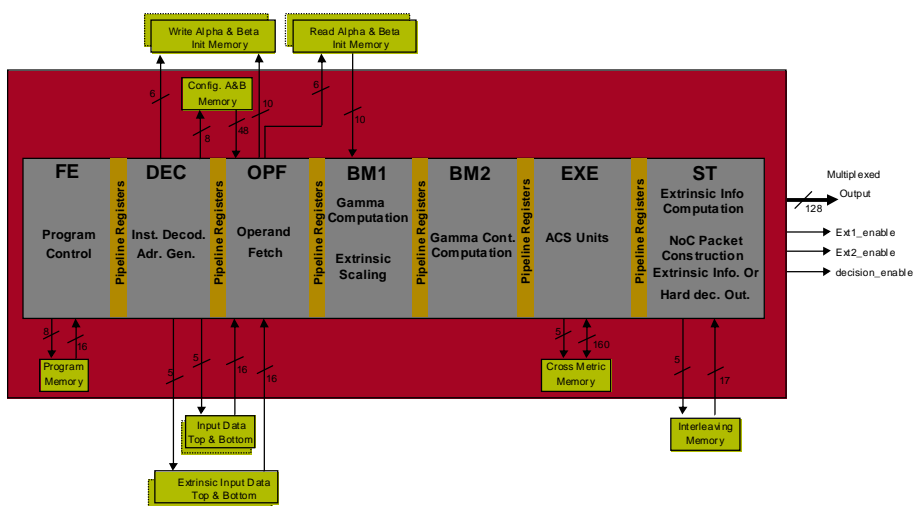 Write Alpha & Beta
Init Memory
Read Alpha & Beta
Init Memory
6
Config. A&B
Memory
10
6
10
8
48
FE
DEC
OPF
BM1
BM2
EXE
ST
Program
Control
Pipeline Registers
Inst. Decod.
Adr. Gen.
Pipeline Registers
Operand
Fetch
Pipeline Registers
Gamma
Computation
Extrinsic
Scaling
Pipeline Registers
Gamma Cont.
Computation
Pipeline Registers
ACS Units
Pipeline Registers
Extrinsic Info
Computation
NoC Packet
Construction
Extrinsic Info. Or
Hard dec. Out.
Multiplexed
Output
128
Ext1_enable
Ext2_enable
decision_enable
8
16
Program
Memory
5
5
16
16
5
160
Cross Metric
Memory
5
17
Input Data
Top & Bottom
Interleaving
Memory
Extrinsic Input Data
Top & Bottom